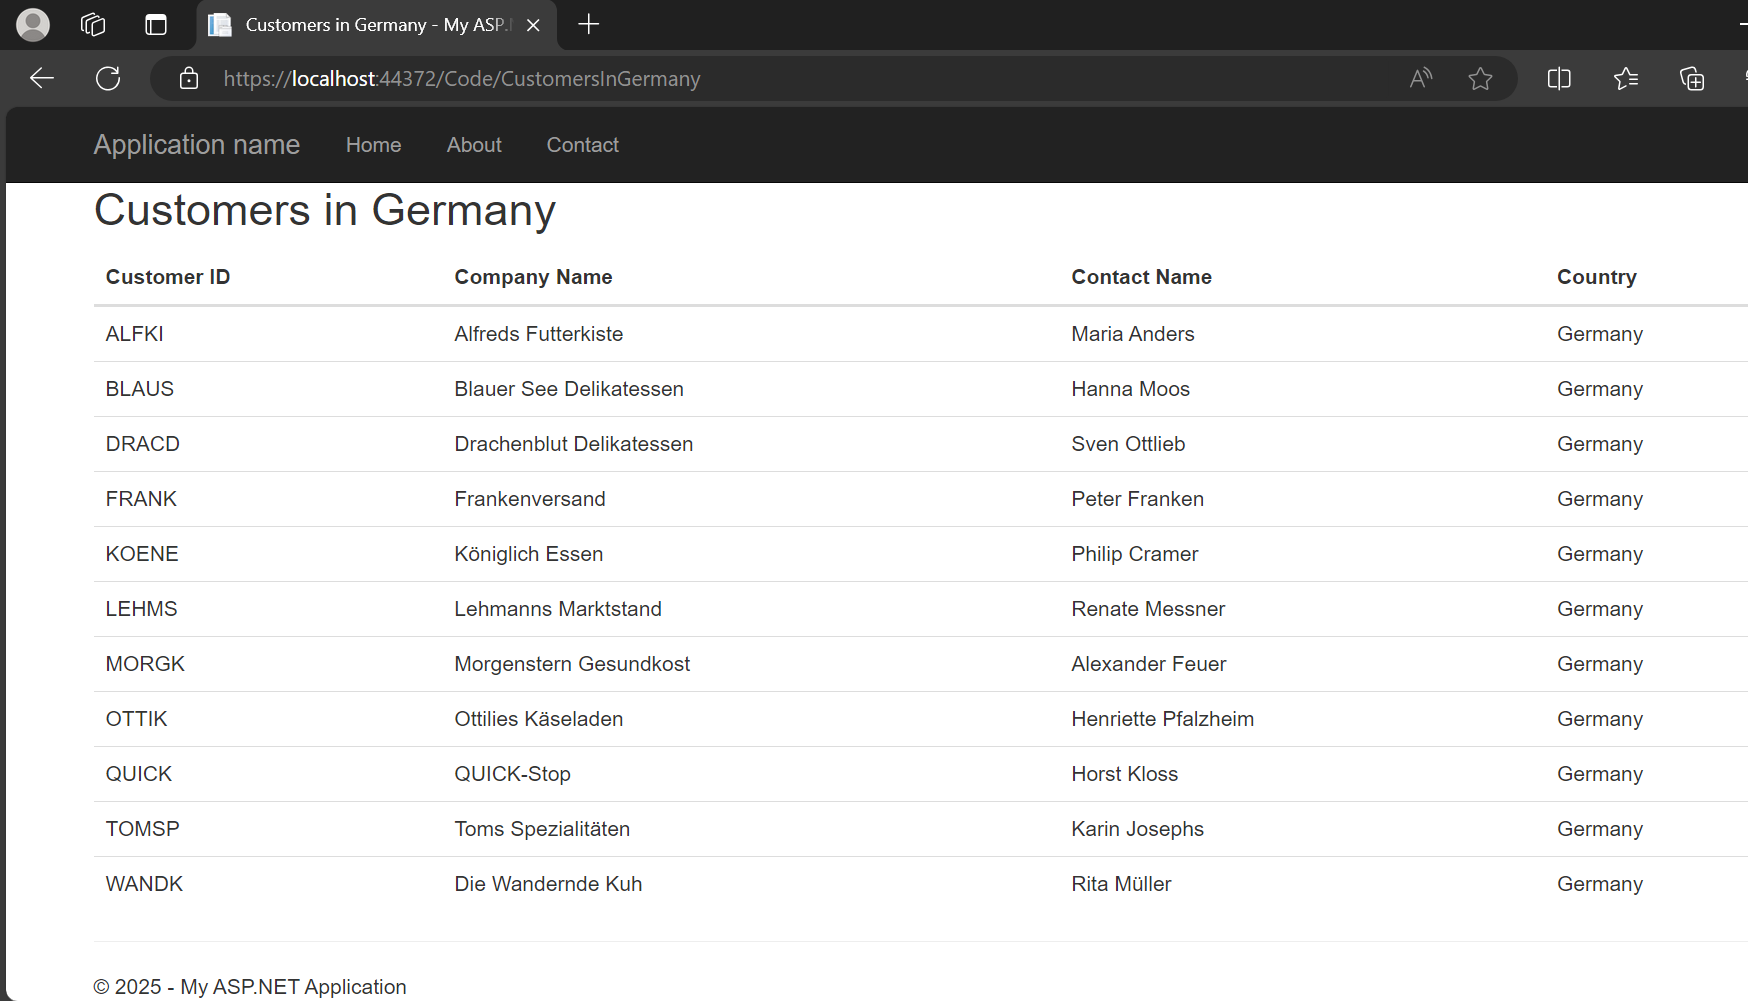 Customers in Germany - My ASP.N
https://localhost:44372/Code/CustomersInGermany
Application name Home About Contact
Customers in Germany
Customer ID Company Name Contact Name Country
ALFKI Alfreds Futterkiste Maria Anders Germany
BLAUS Blauer See Delikatessen Hanna Moos Germany
DRACD Drachenblut Delikatessen Sven Ottlieb Germany
FRANK Frankenversand Peter Franken Germany
KOENE Königlich Essen Philip Cramer Germany
LEHMS Lehmanns Marktstand Renate Messner Germany
MORGK Morgenstern Gesundkost Alexander Feuer Germany
OTTIK Ottilies Käseladen Henriette Pfalzheim Germany
QUICK QUICK-Stop Horst Kloss Germany
TOMSP Toms Spezialitäten Karin Josephs Germany
WANDK Die Wandernde Kuh Rita Müller Germany
© 2025 - My ASP.NET Application